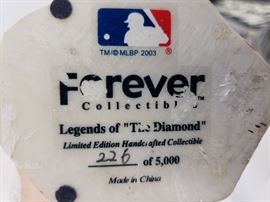 TM/© MLBP 2003
Forever
Collectibles™
Legends of "The Diamond"
Limited Edition Handcrafted Collectible
226 of 5,000
Made in China